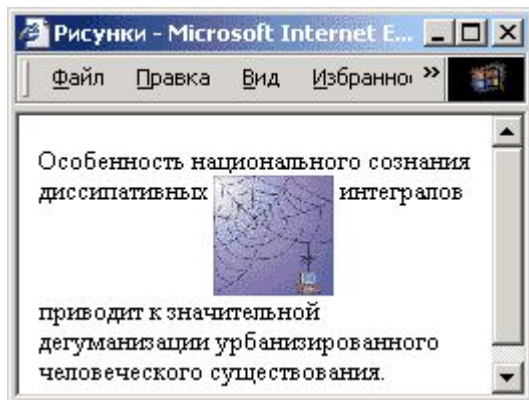 Рисунки - Microsoft Internet E...
Файл Правка Вид Избранно »
Особенность национального сознания
диссипативных интегралов
приводит к значительной
дегуманизации урбанизированного
человеческого существования.